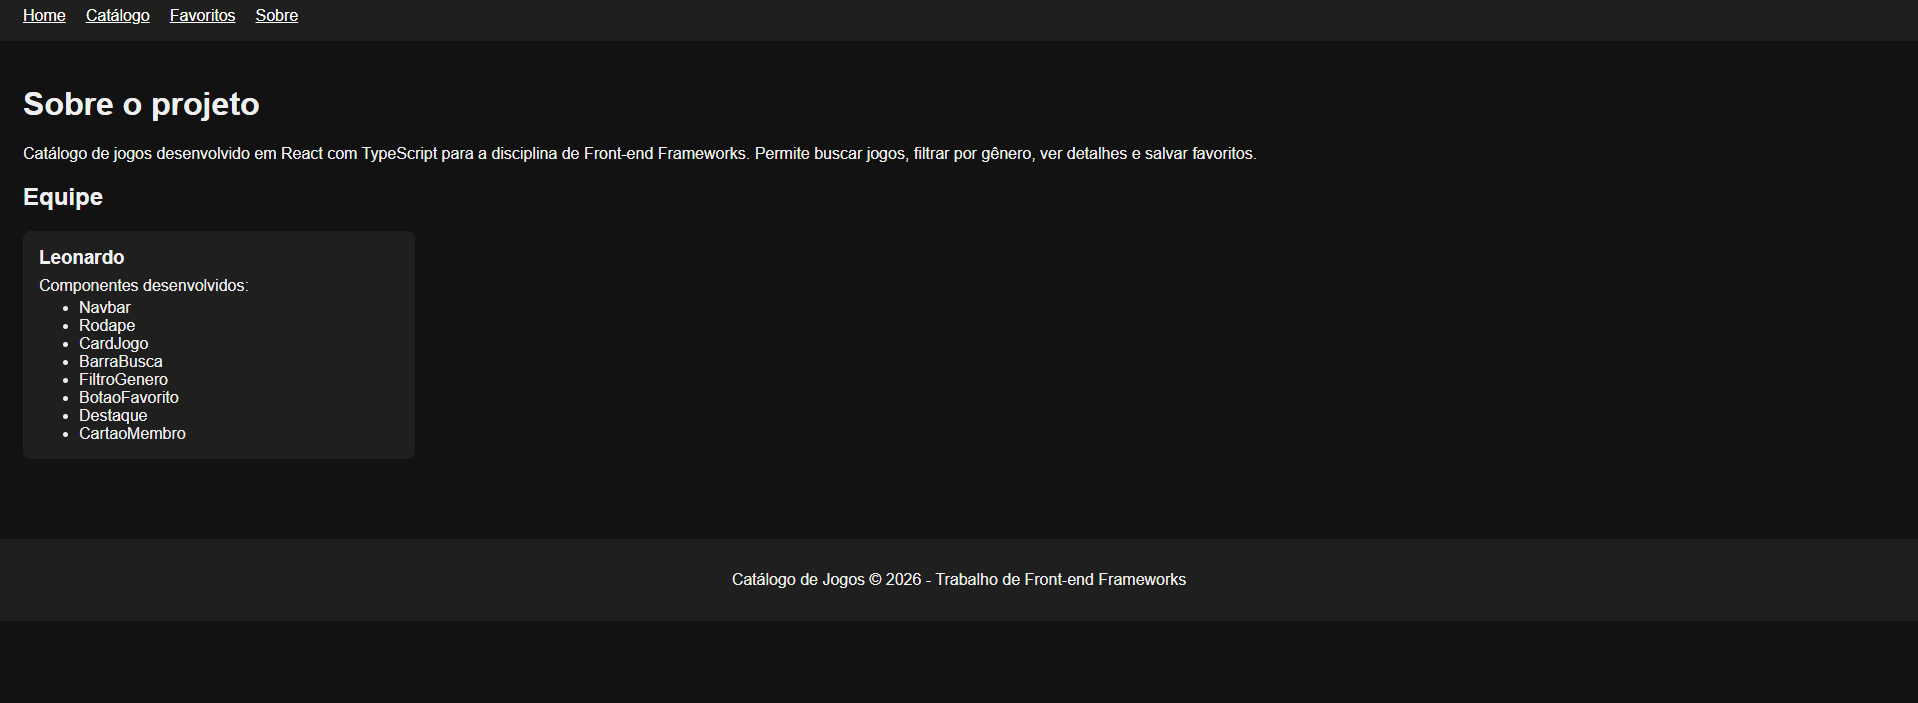 Home Catálogo Favoritos Sobre
Sobre o projeto
Catálogo de jogos desenvolvido em React com TypeScript para a disciplina de Front-end Frameworks. Permite buscar jogos, filtrar por gênero, ver detalhes e salvar favoritos.
Equipe
Leonardo
Componentes desenvolvidos:
• Navbar
• Rodape
• CardJogo
• BarraBusca
• FiltroGenero
• BotaoFavorito
• Destaque
• CartaoMembro
Catálogo de Jogos © 2026 - Trabalho de Front-end Frameworks